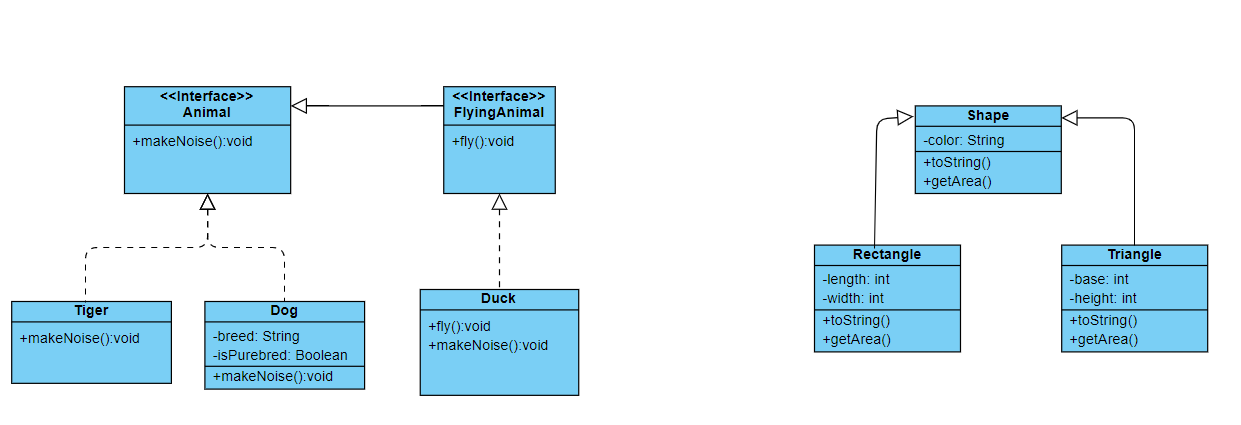 <<Interface>>
Animal
+makeNoise():void
<<Interface>>
FlyingAnimal
+fly():void
Tiger
+makeNoise():void
Dog
-breed: String
-isPurebred: Boolean
+makeNoise():void
Duck
+fly():void
+makeNoise():void
Shape
-color: String
+toString()
+getArea()
Rectangle
-length: int
-width: int
+toString()
+getArea()
Triangle
-base: int
-height: int
+toString()
+getArea()